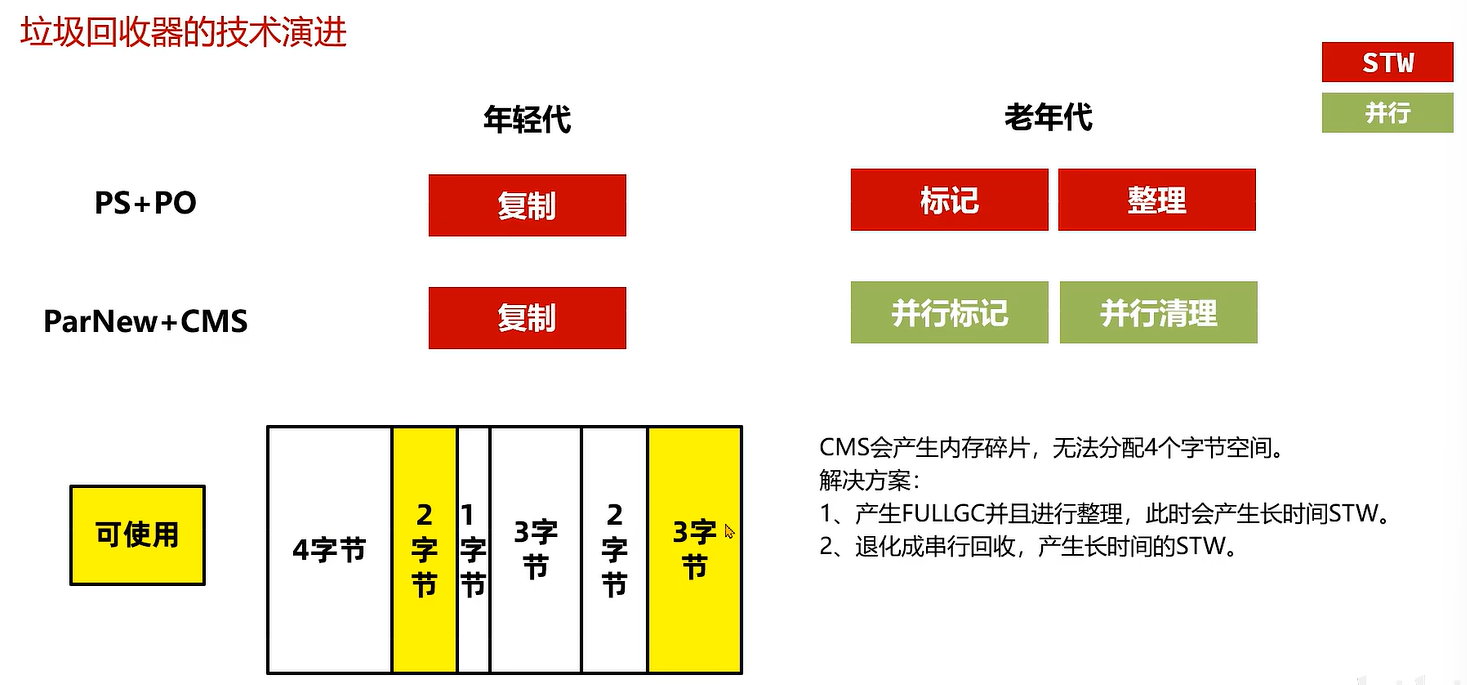 垃圾回收器的技术演进
STW
并行
年轻代
老年代
PS+PO
复制
标记
整理
ParNew+CMS
复制
并行标记
并行清理
可使用
4字节
2
字
节
1
字
节
3字
节
2
字
节
3字
节
CMS会产生内存碎片，无法分配4个字节空间。
解决方案：
1、产生FULLGC并且进行整理，此时会产生长时间STW。
2、退化成串行回收，产生长时间的STW。